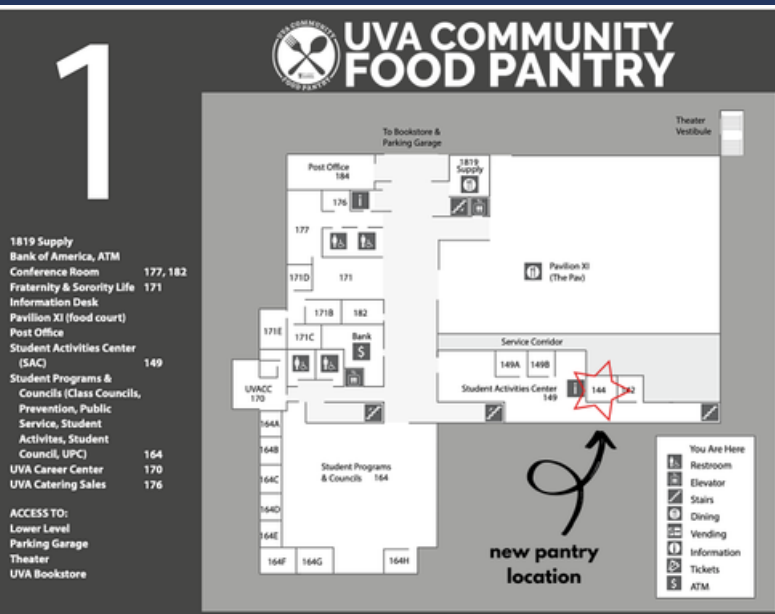 1
UVA COMMUNITY
FOOD PANTRY
UVA COMMUNITY
FOOD PANTRY
1819 Supply
Bank of America, ATM
Conference Room 177, 182
Fraternity & Sorority Life 171
Information Desk
Pavilion XI (food court)
Post Office
Student Activities Center
(SAC) 149
Student Programs &
Councils (Class Councils,
Prevention, Public
Service, Student
Activites, Student
Council, UPC) 164
UVA Career Center 170
UVA Catering Sales 176
ACCESS TO:
Lower Level
Parking Garage
Theater
UVA Bookstore
To Bookstore &
Parking Garage
Theater
Vestibule
Post Office
184
1819
Supply
176
177
171D
171
Pavilion XI
(The Pav)
171B
182
171E
171C
Bank
$
Service Corridor
149A
149B
UVACC
170
Student Activities Center
149
144
164A
164B
Student Programs
& Councils 164
164C
164D
164E
164F
164G
164H
new pantry
location
You Are Here
Restroom
Elevator
Stairs
Dining
Vending
Information
Tickets
$ ATM